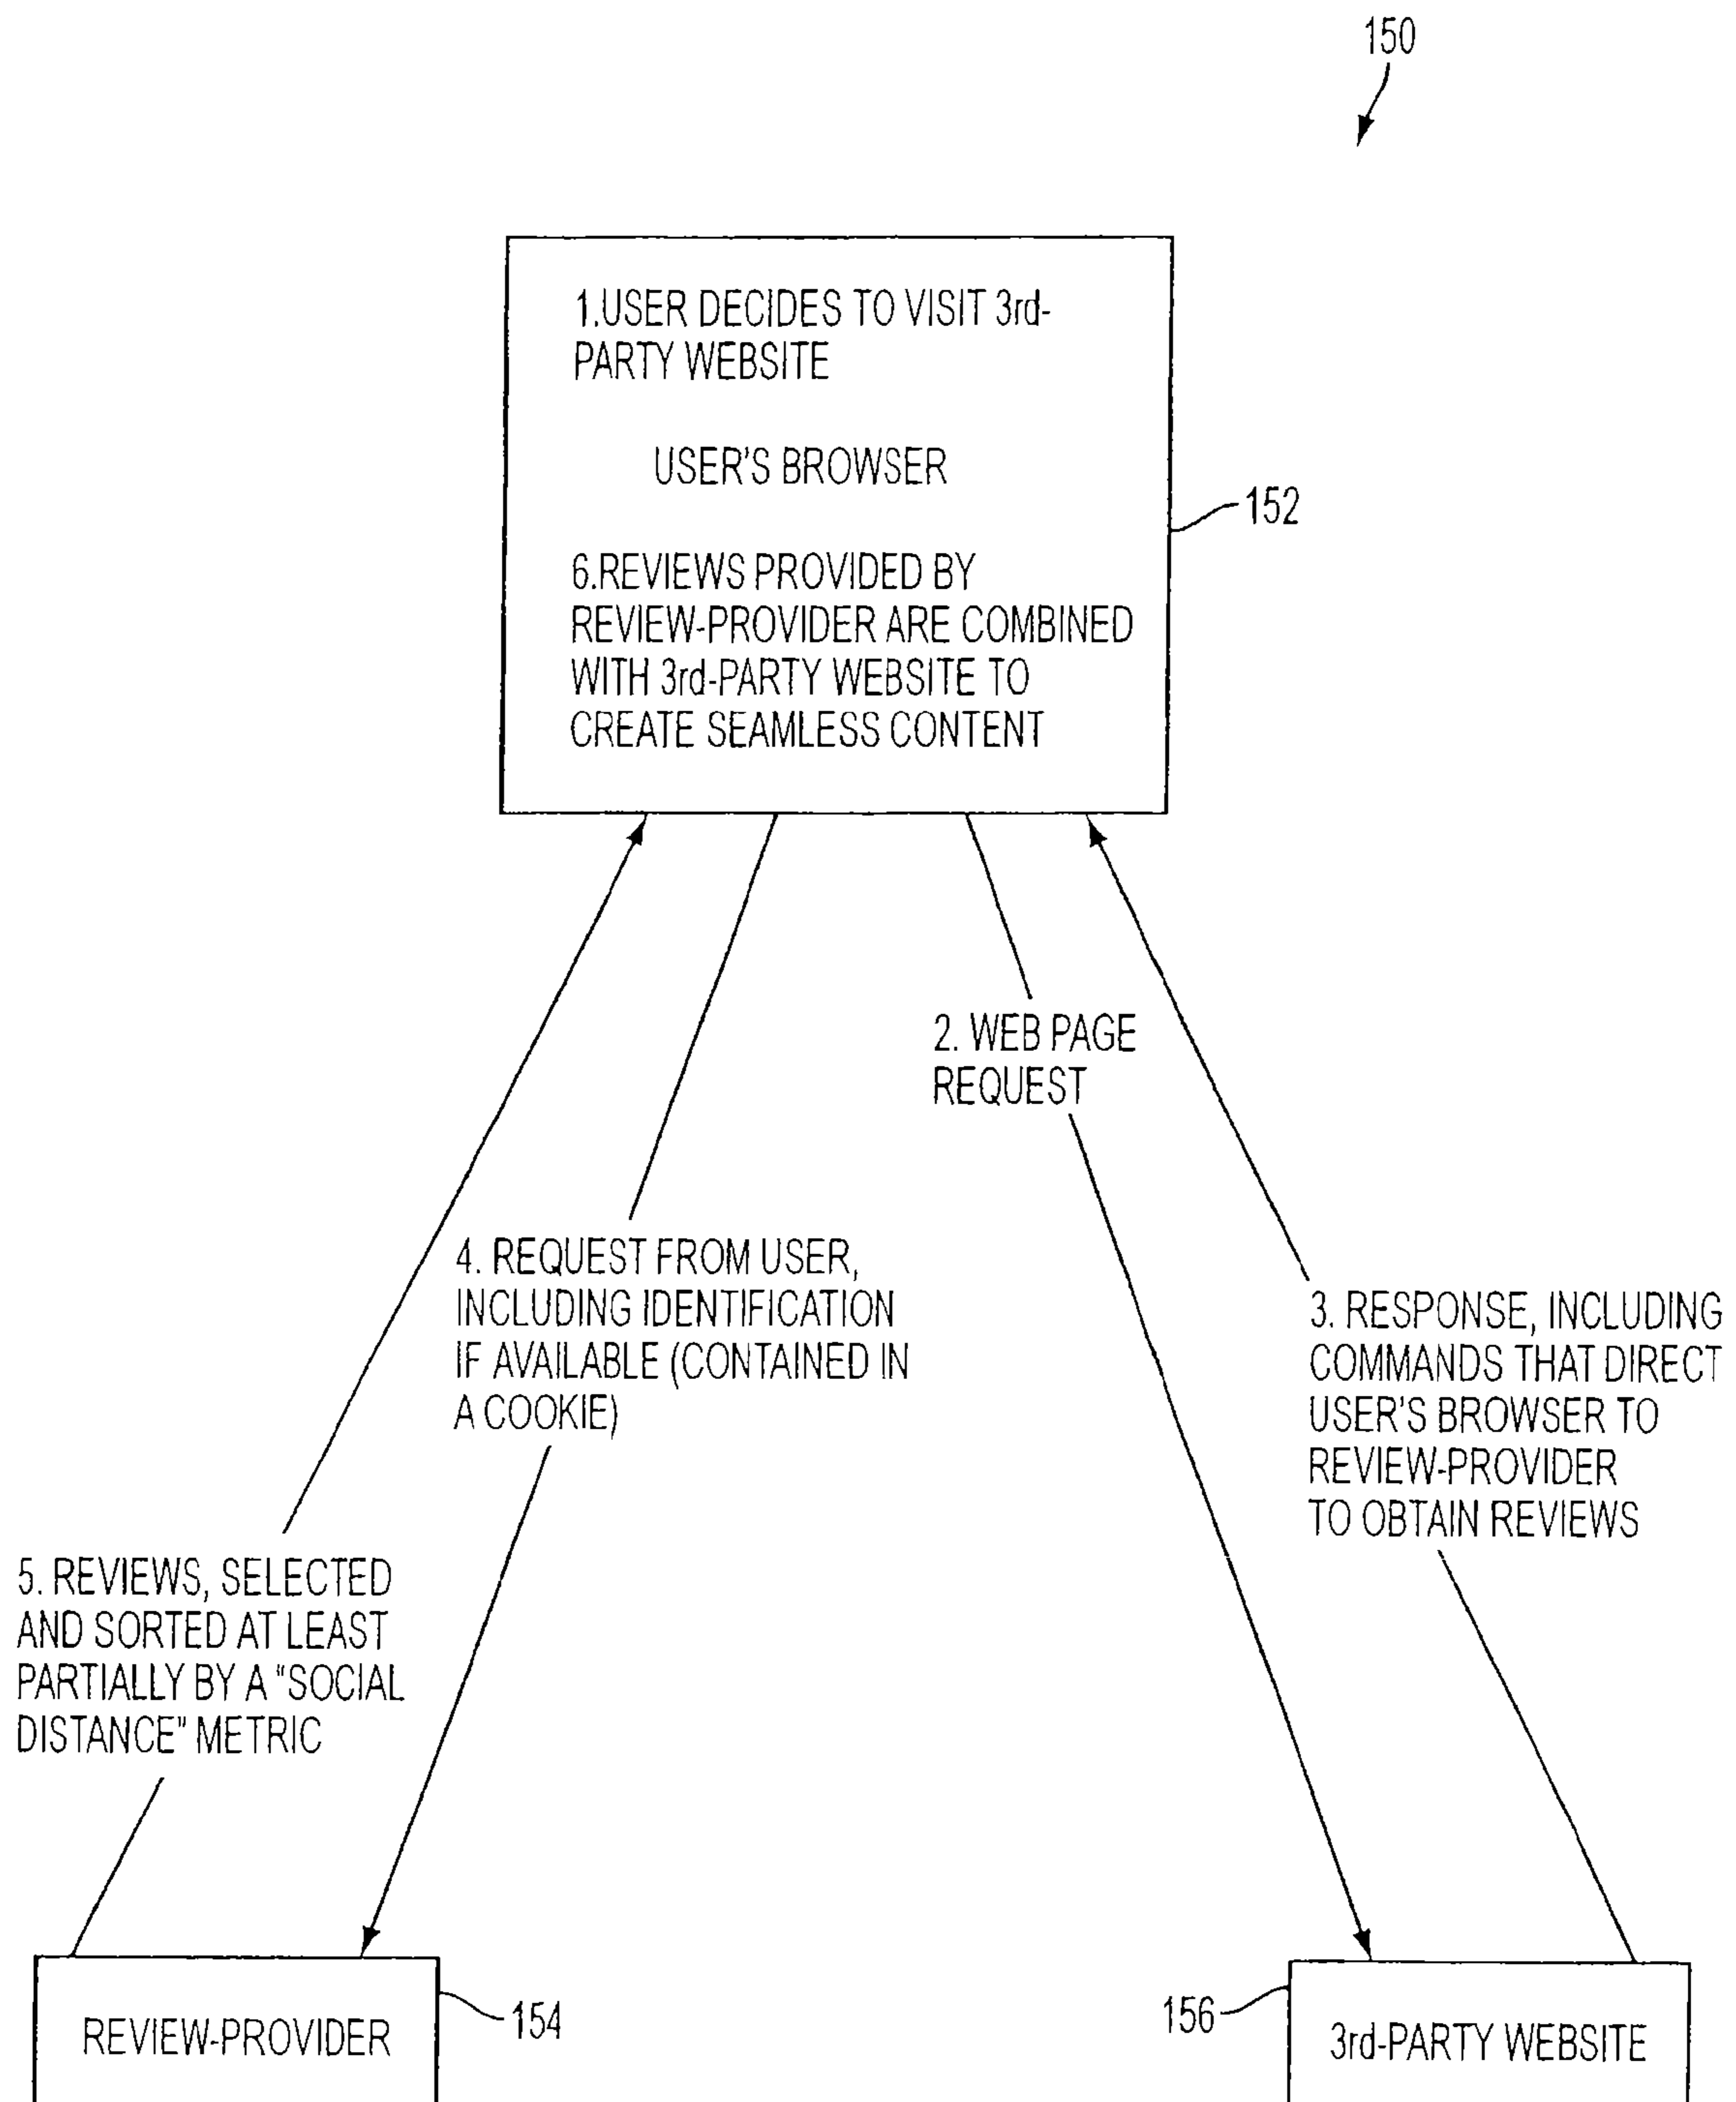 150
1.USER DECIDES TO VISIT 3rd-
PARTY WEBSITE
USER'S BROWSER
152
6.REVIEWS PROVIDED BY
REVIEW-PROVIDER ARE COMBINED
WITH 3rd-PARTY WEBSITE TO
CREATE SEAMLESS CONTENT
2. WEB PAGE
REQUEST
4. REQUEST FROM USER,
INCLUDING IDENTIFICATION
IF AVAILABLE (CONTAINED IN
A COOKIE)
3. RESPONSE, INCLUDING
COMMANDS THAT DIRECT
USER'S BROWSER TO
REVIEW-PROVIDER
TO OBTAIN REVIEWS
5. REVIEWS, SELECTED
AND SORTED AT LEAST
PARTIALLY BY A "SOCIAL
DISTANCE" METRIC
REVIEW-PROVIDER
154
156
3rd-PARTY WEBSITE